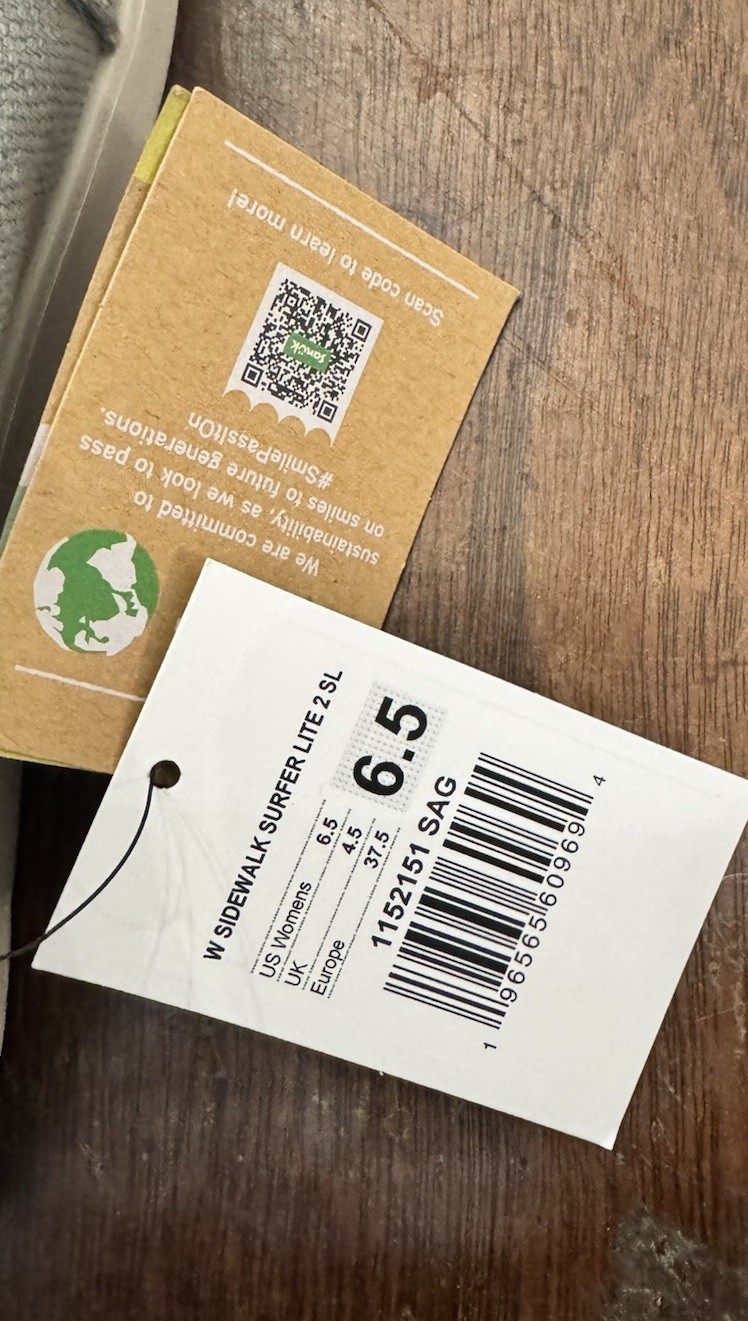 We are committed to
sustainability, as we look to pass
on smiles to future generations.
#SmilePassItOn
sanuk
Scan code to learn more!
W SIDEWALK SURFER LITE 2 SL
US Womens 6.5
UK 4.5
Europe 37.5
6.5
1152151 SAG
1 96565 60969 4